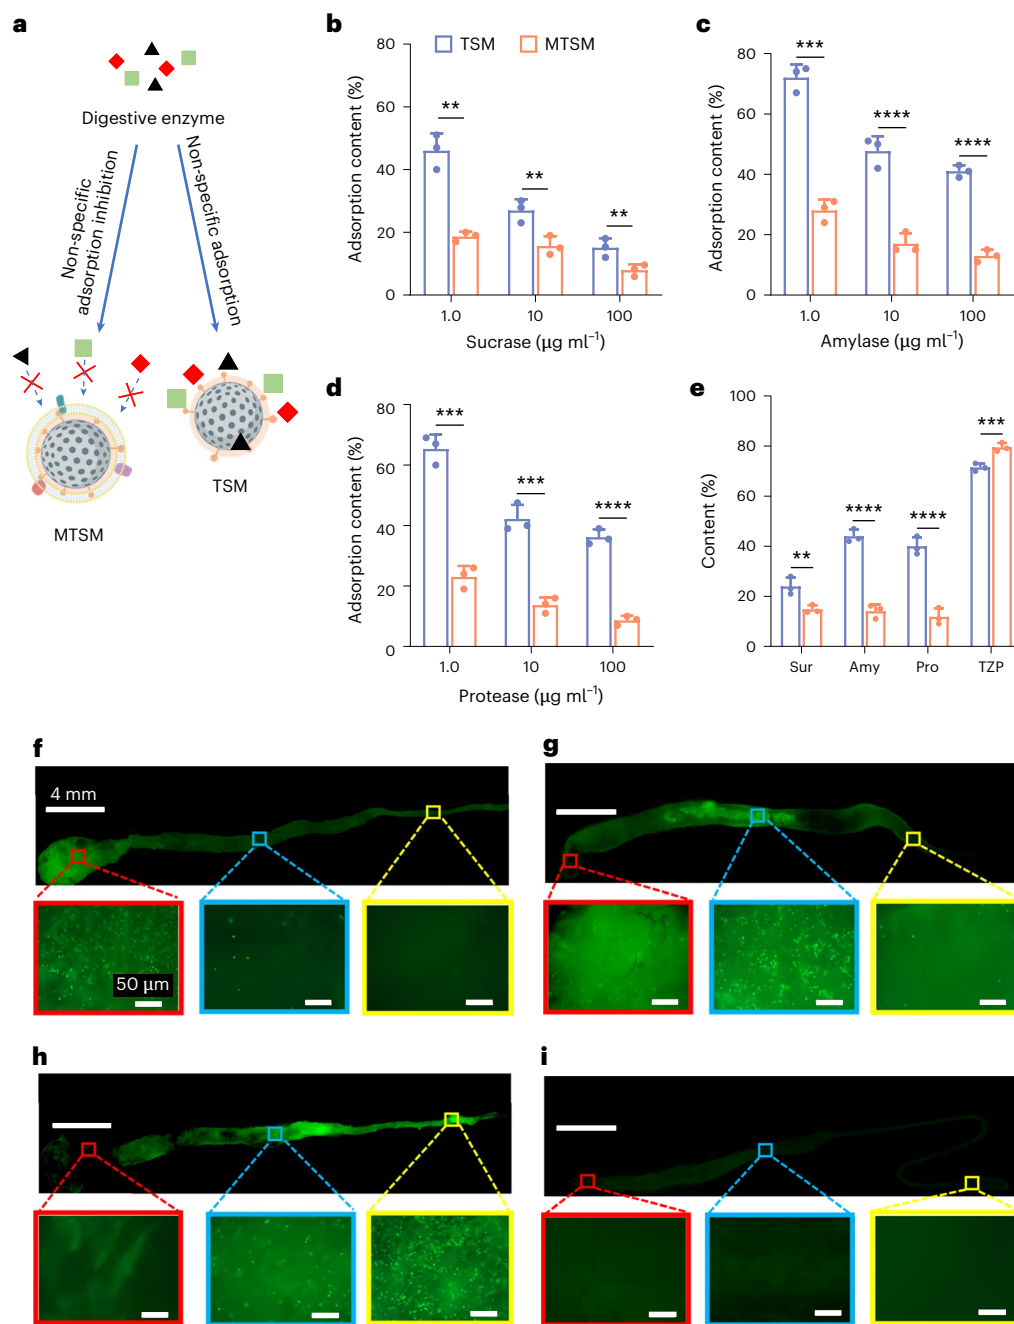 a
Digestive enzyme
Non-specific
adsorption inhibition
Non-specific adsorption
MTSM
TSM
b
TSM
MTSM
Adsorption content (%)
80
60
40
20
0
**
**
**
1.0
10
100
Sucrase (µg ml⁻¹)
c
Adsorption content (%)
80
60
40
20
0
***
****
****
1.0
10
100
Amylase (µg ml⁻¹)
d
Adsorption content (%)
80
60
40
20
0
***
***
****
1.0
10
100
Protease (µg ml⁻¹)
e
Content (%)
100
80
60
40
20
0
**
****
****
***
Sur
Amy
Pro
TZP
f
4 mm
50 µm
g
h
i